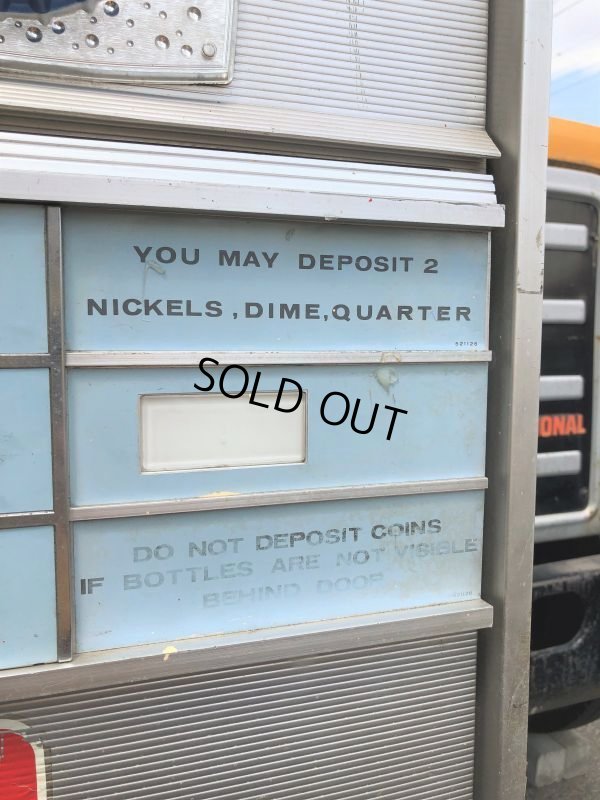 YOU MAY DEPOSIT 2
NICKELS, DIME, QUARTER
521126
SOLD OUT
ONAL
DO NOT DEPOSIT COINS
IF BOTTLES ARE NOT VISIBLE
BEHIND DOOR